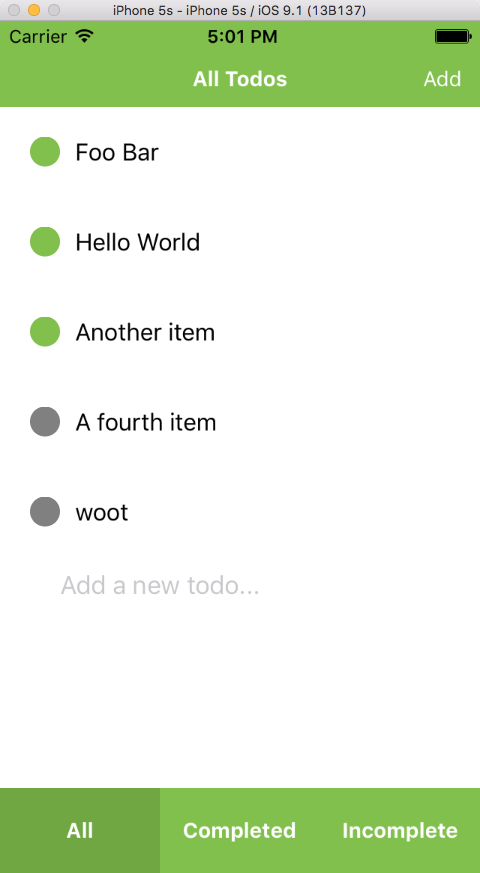 iPhone 5s - iPhone 5s / iOS 9.1 (13B137)
Carrier 5:01 PM
All Todos Add
Foo Bar
Hello World
Another item
A fourth item
woot
Add a new todo...
All Completed Incomplete